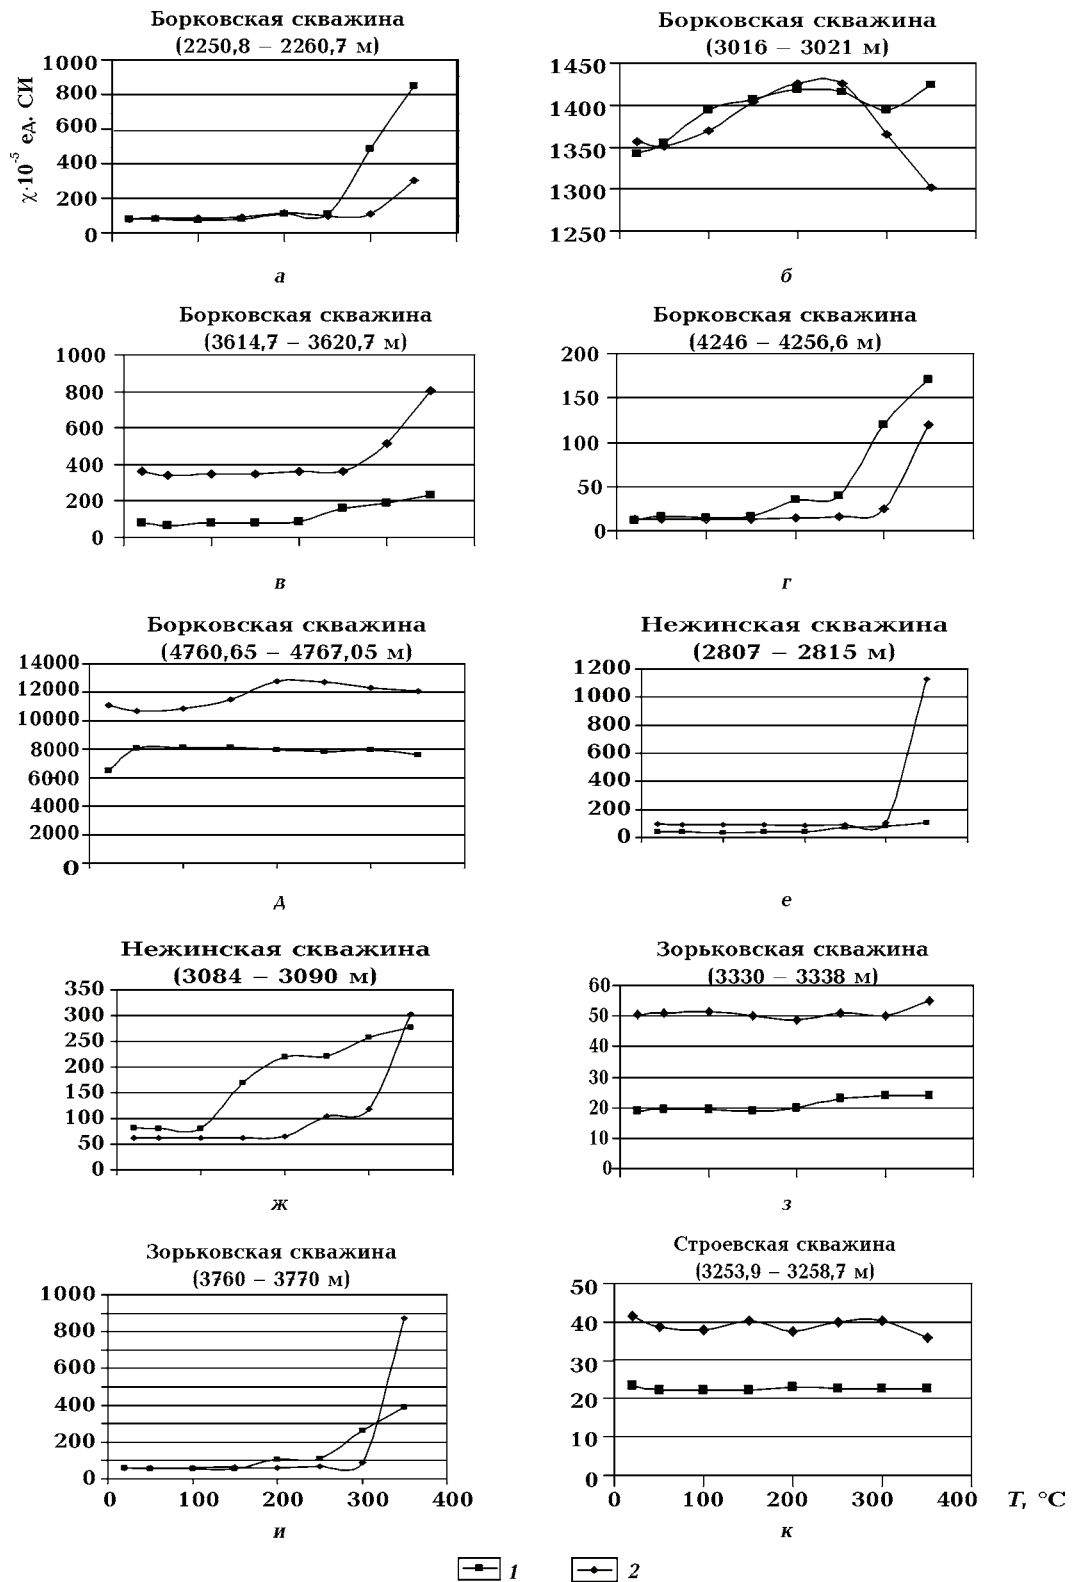 Борковская скважина
(2250,8 – 2260,7 м)
1000
800
600
400
200
0
χ·10⁻⁵ ед. СИ
а
Борковская скважина
(3016 – 3021 м)
1450
1400
1350
1300
1250
б
Борковская скважина
(3614,7 – 3620,7 м)
1000
800
600
400
200
0
в
Борковская скважина
(4246 – 4256,6 м)
200
150
100
50
0
г
Борковская скважина
(4760,65 – 4767,05 м)
14000
12000
10000
8000
6000
4000
2000
0
д
Нежинская скважина
(2807 – 2815 м)
1200
1000
800
600
400
200
0
е
Нежинская скважина
(3084 – 3090 м)
350
300
250
200
150
100
50
0
ж
Зорьковская скважина
(3330 – 3338 м)
60
50
40
30
20
10
0
з
Зорьковская скважина
(3760 – 3770 м)
1000
800
600
400
200
0
0 100 200 300 400
и
Строевская скважина
(3253,9 – 3258,7 м)
50
40
30
20
10
0
0 100 200 300 400 T, °C
к
1 2